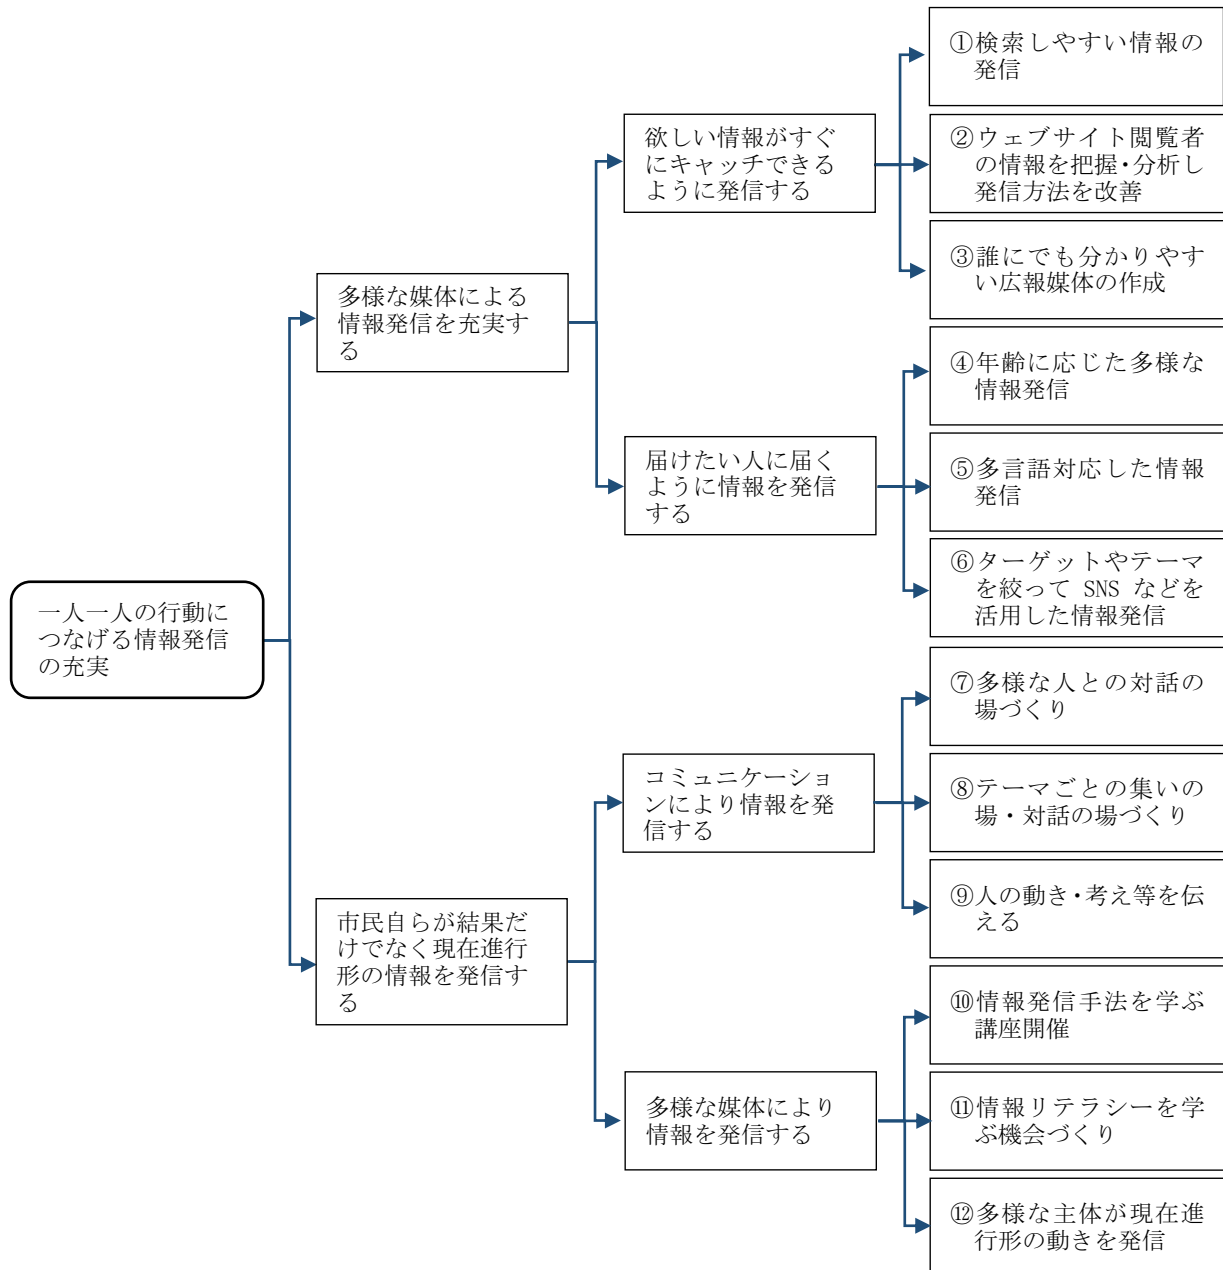 一人一人の行動に
つなげる情報発信
の充実
多様な媒体による
情報発信を充実す
る
市民自らが結果だ
けでなく現在進行
形の情報を発信す
る
欲しい情報がすぐ
にキャッチできる
ように発信する
届けたい人に届く
ように情報を発信
する
コミュニケーショ
ンにより情報を発
信する
多様な媒体により
情報を発信する
①検索しやすい情報の
発信
②ウェブサイト閲覧者
の情報を把握・分析し
発信方法を改善
③誰にでも分かりやす
い広報媒体の作成
④年齢に応じた多様な
情報発信
⑤多言語対応した情報
発信
⑥ターゲットやテーマ
を絞って SNS などを
活用した情報発信
⑦多様な人との対話の
場づくり
⑧テーマごとの集いの
場・対話の場づくり
⑨人の動き・考え等を伝
える
⑩情報発信手法を学ぶ
講座開催
⑪情報リテラシーを学
ぶ機会づくり
⑫多様な主体が現在進
行形の動きを発信